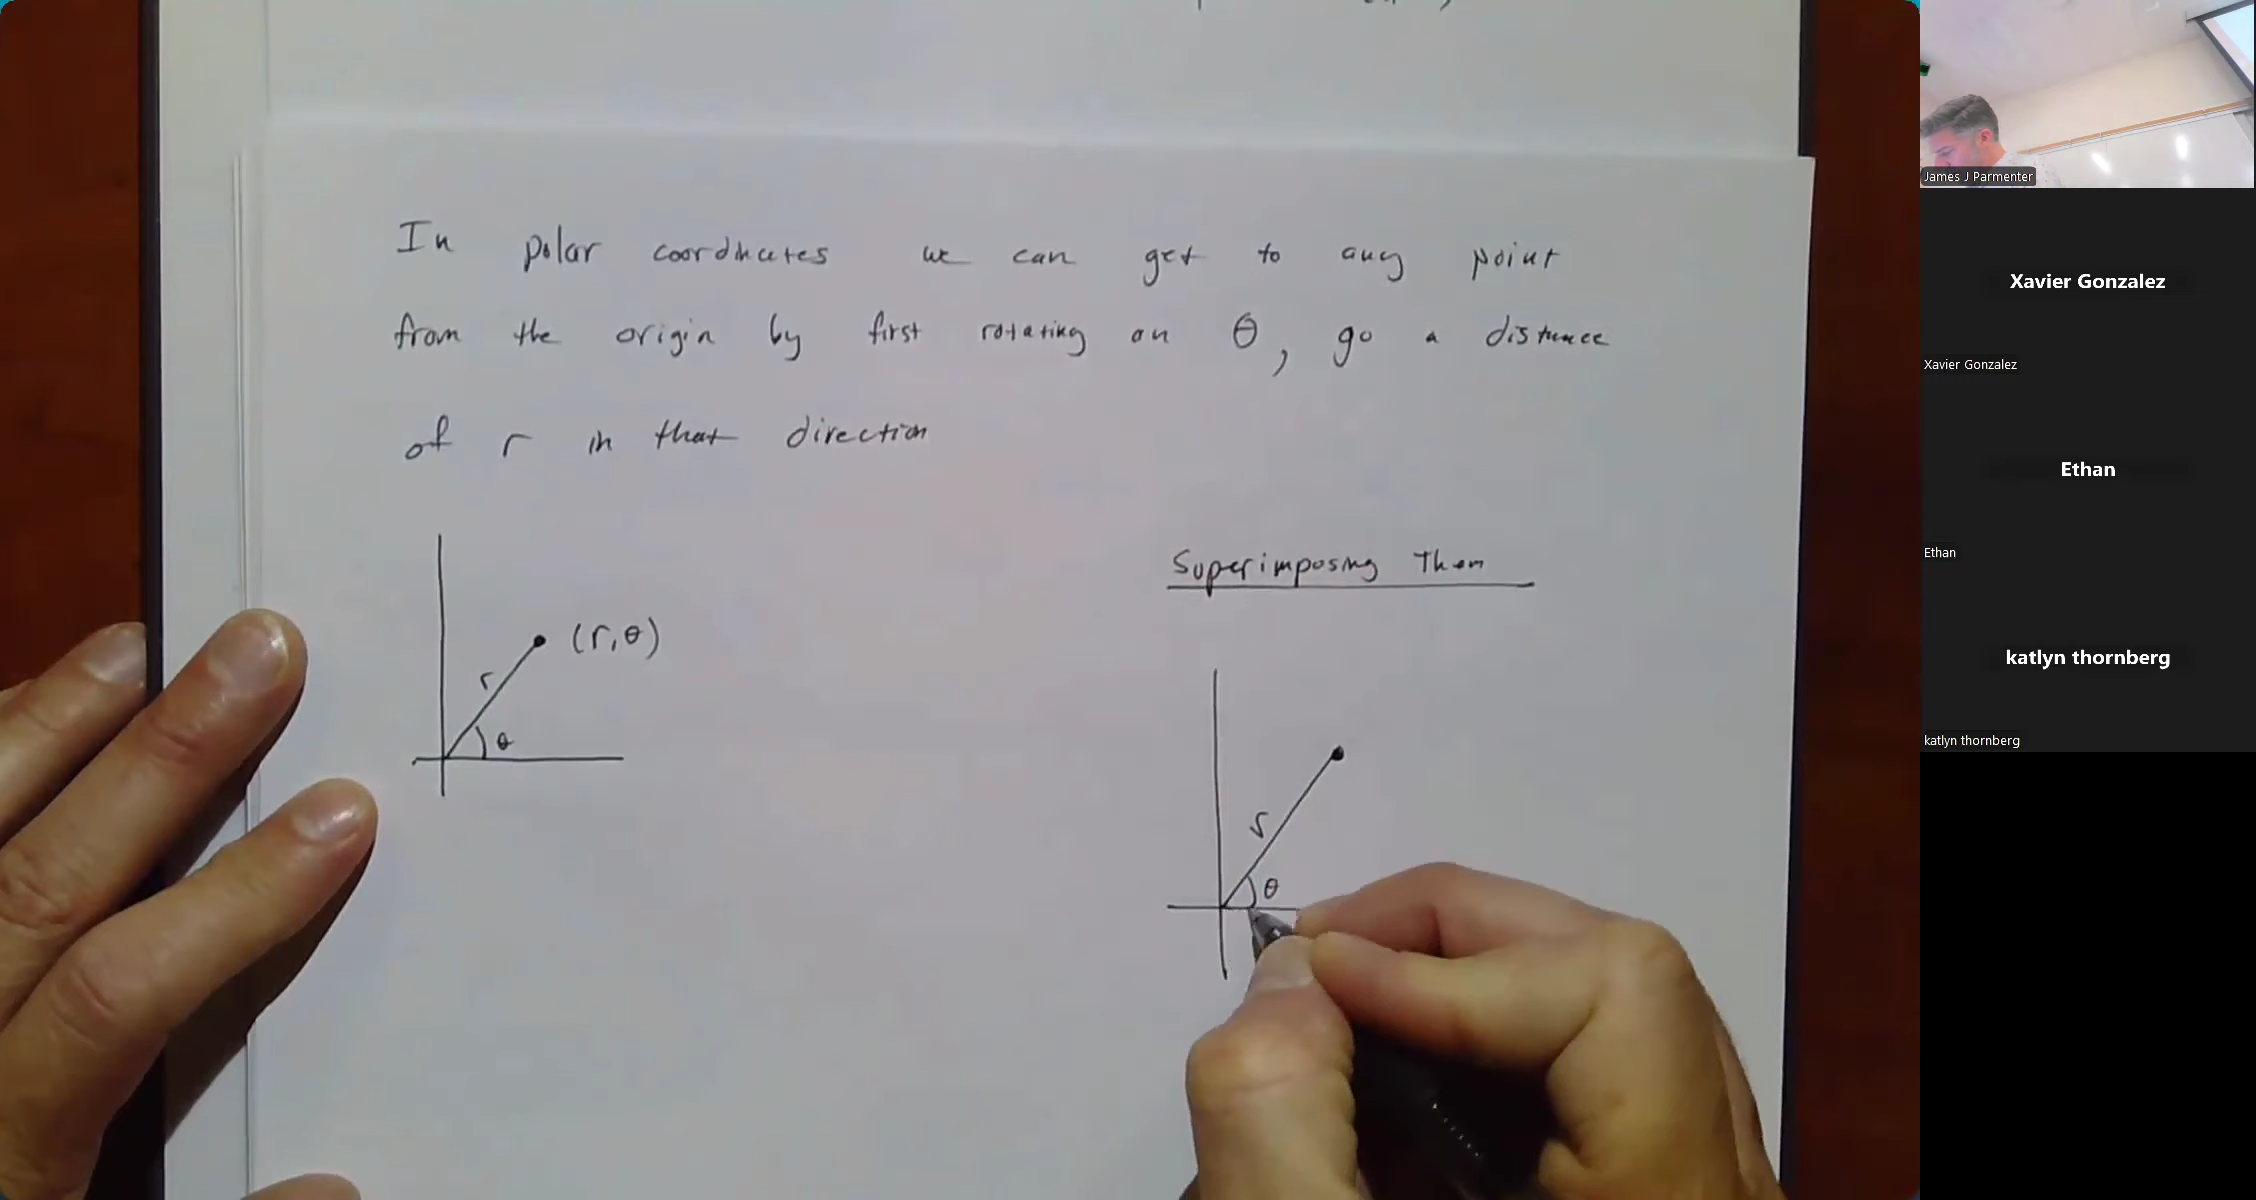 In polar coordinates we can get to any point
from the origin by first rotating an θ, go a distance
of r in that direction
Superimposing Them
(r,θ)
r
θ
r
θ
James J Parmenter
Xavier Gonzalez
Xavier Gonzalez
Ethan
Ethan
katlyn thornberg
katlyn thornberg